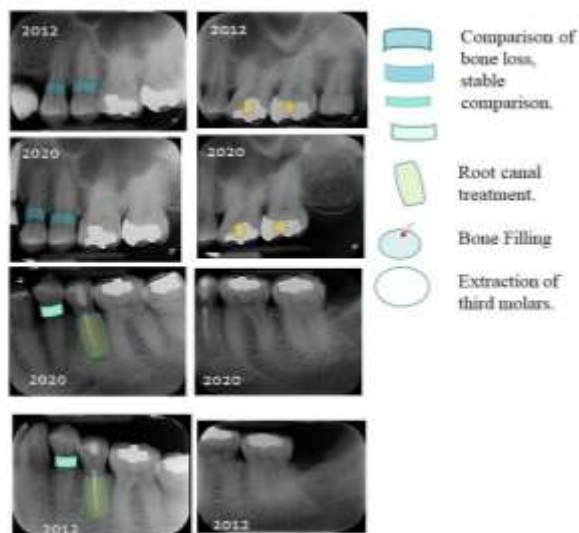 2012
2012
Comparison of
bone loss,
stable
comparison.
2020
2020
Root canal
treatment.
Bone Filling
Extraction of
third molars.
2020
2020
2012
2012